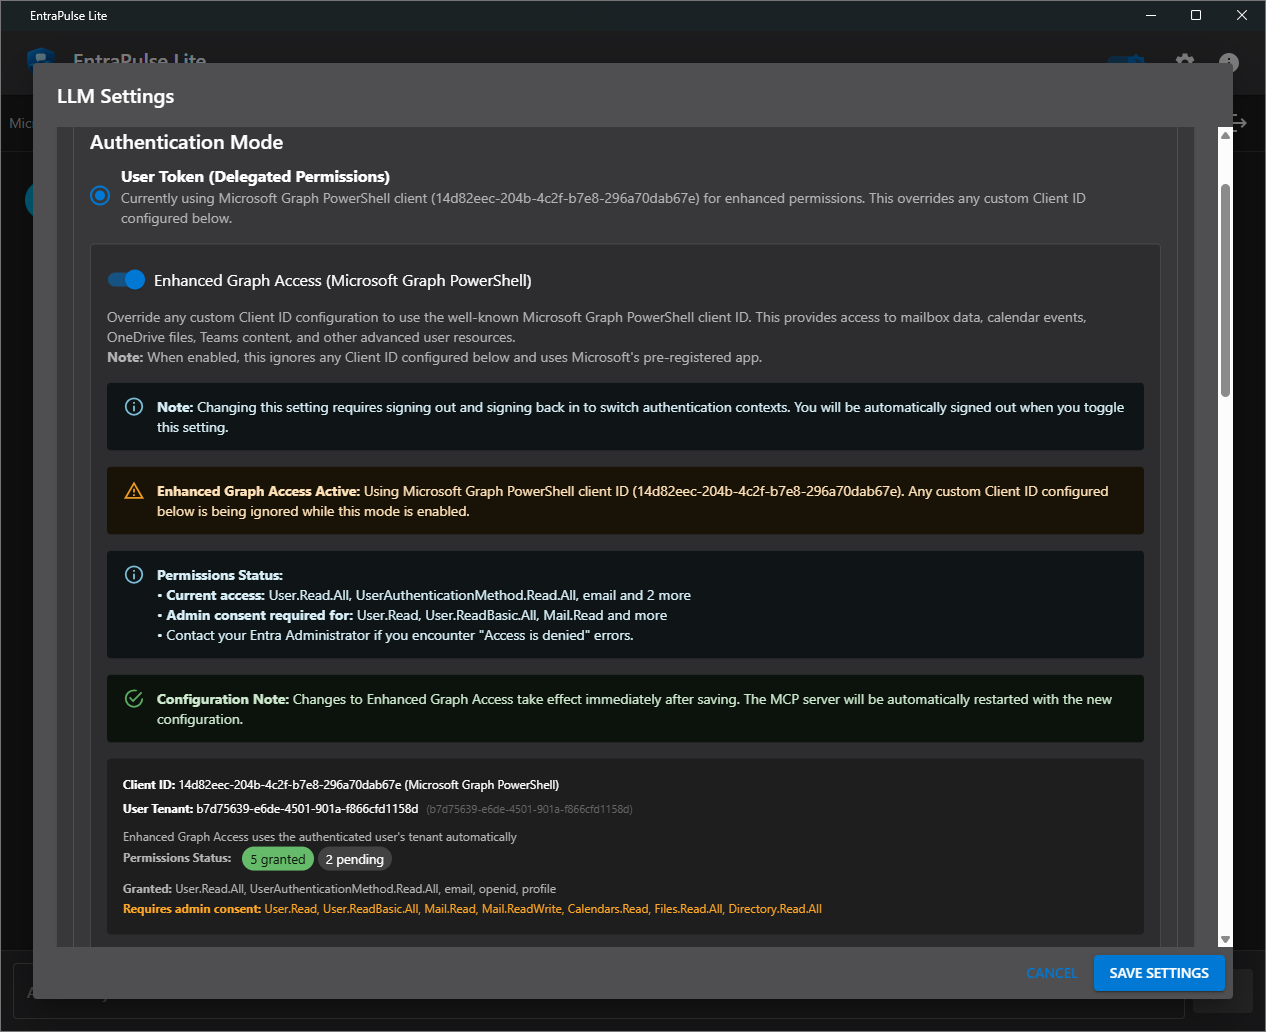 EntraPulse Lite
EntraPulse Lite
LLM Settings
Authentication Mode
User Token (Delegated Permissions)
Currently using Microsoft Graph PowerShell client (14d82eec-204b-4c2f-b7e8-296a70dab67e) for enhanced permissions. This overrides any custom Client ID
configured below.
Enhanced Graph Access (Microsoft Graph PowerShell)
Override any custom Client ID configuration to use the well-known Microsoft Graph PowerShell client ID. This provides access to mailbox data, calendar events,
OneDrive files, Teams content, and other advanced user resources.
Note: When enabled, this ignores any Client ID configured below and uses Microsoft's pre-registered app.
Note: Changing this setting requires signing out and signing back in to switch authentication contexts. You will be automatically signed out when you toggle
this setting.
Enhanced Graph Access Active: Using Microsoft Graph PowerShell client ID (14d82eec-204b-4c2f-b7e8-296a70dab67e). Any custom Client ID configured
below is being ignored while this mode is enabled.
Permissions Status:
• Current access: User.Read.All, UserAuthenticationMethod.Read.All, email and 2 more
• Admin consent required for: User.Read, User.ReadBasic.All, Mail.Read and more
• Contact your Entra Administrator if you encounter "Access is denied" errors.
Configuration Note: Changes to Enhanced Graph Access take effect immediately after saving. The MCP server will be automatically restarted with the new
configuration.
Client ID: 14d82eec-204b-4c2f-b7e8-296a70dab67e (Microsoft Graph PowerShell)
User Tenant: b7d75639-e6de-4501-901a-f866cfd1158d (b7d75639-e6de-4501-901a-f866cfd1158d)
Enhanced Graph Access uses the authenticated user's tenant automatically
Permissions Status: 5 granted 2 pending
Granted: User.Read.All, UserAuthenticationMethod.Read.All, email, openid, profile
Requires admin consent: User.Read, User.ReadBasic.All, Mail.Read, Mail.ReadWrite, Calendars.Read, Files.Read.All, Directory.Read.All
CANCEL
SAVE SETTINGS